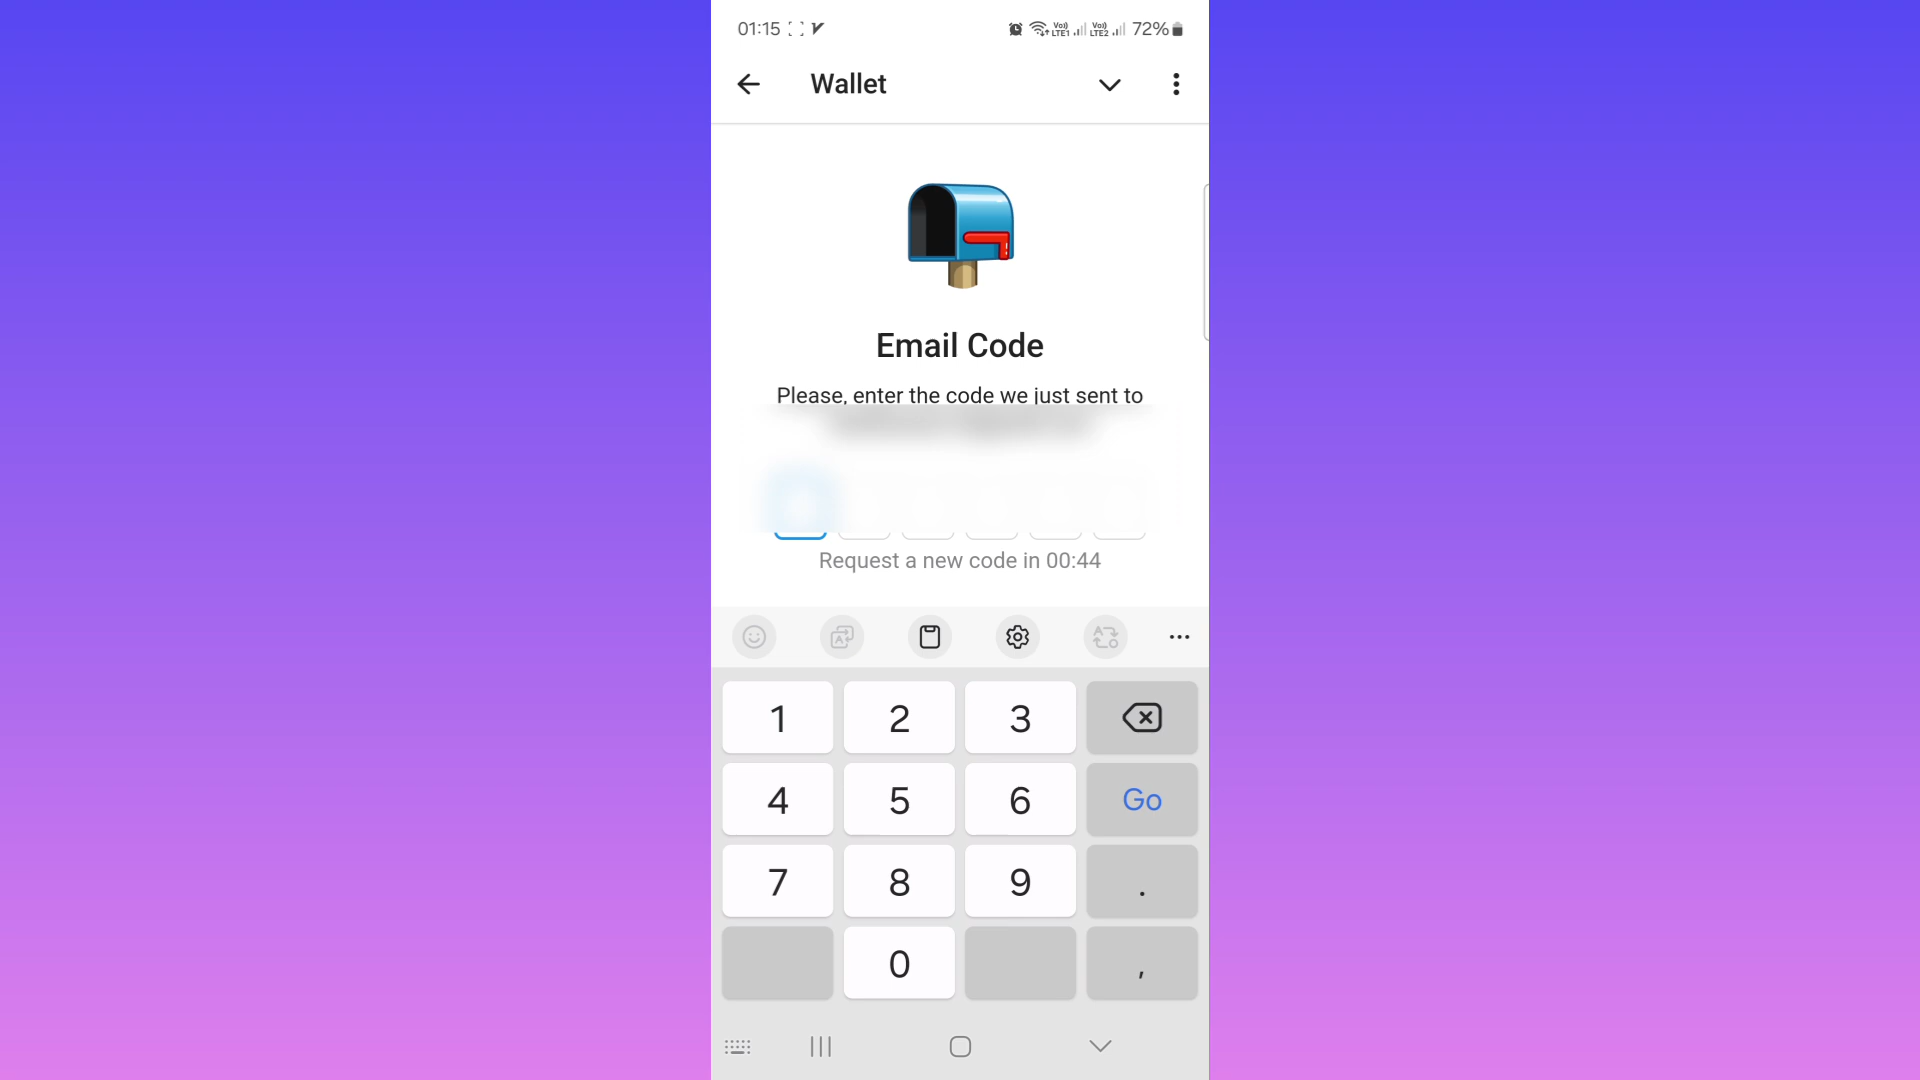 01:15 72%
Wallet
Email Code
Please, enter the code we just sent to
Request a new code in 00:44
1 2 3
4 5 6 Go
7 8 9 .
0 ,